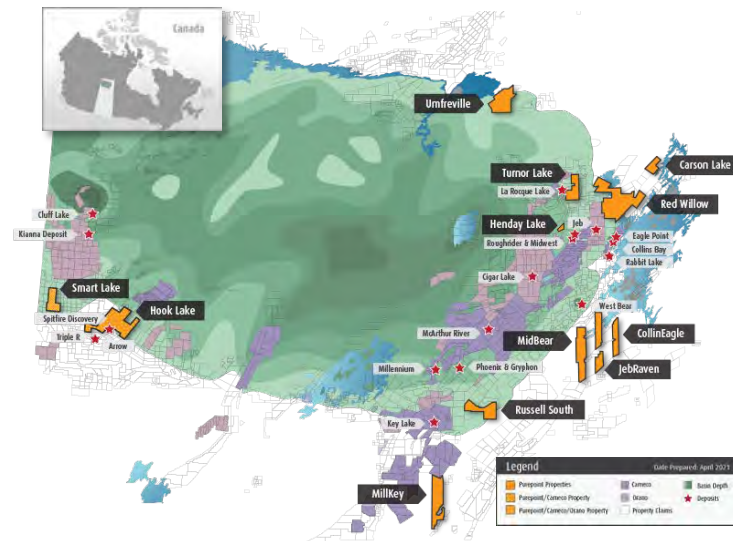 Canada
Umfreville
Carson Lake
Turnor Lake
La Rocque Lake
Red Willow
Cluff Lake
Henday Lake
Jeb
Kianna Deposit
Roughrider & Midwest
Eagle Point
Collins Bay
Rabbit Lake
Cigar Lake
Smart Lake
Hook Lake
West Bear
Spitfire Discovery
McArthur River
MidBear
CollinEagle
Triple R
Arrow
Millennium
Phoenix & Gryphon
JebRaven
Russell South
Key Lake
MillKey
Legend
Date Prepared: April 2023
Purepoint Properties
Cameco
Basin Depth
Purepoint/Cameco Property
Orano
Deposits
Purepoint/Cameco/Orano Property
Property Claims